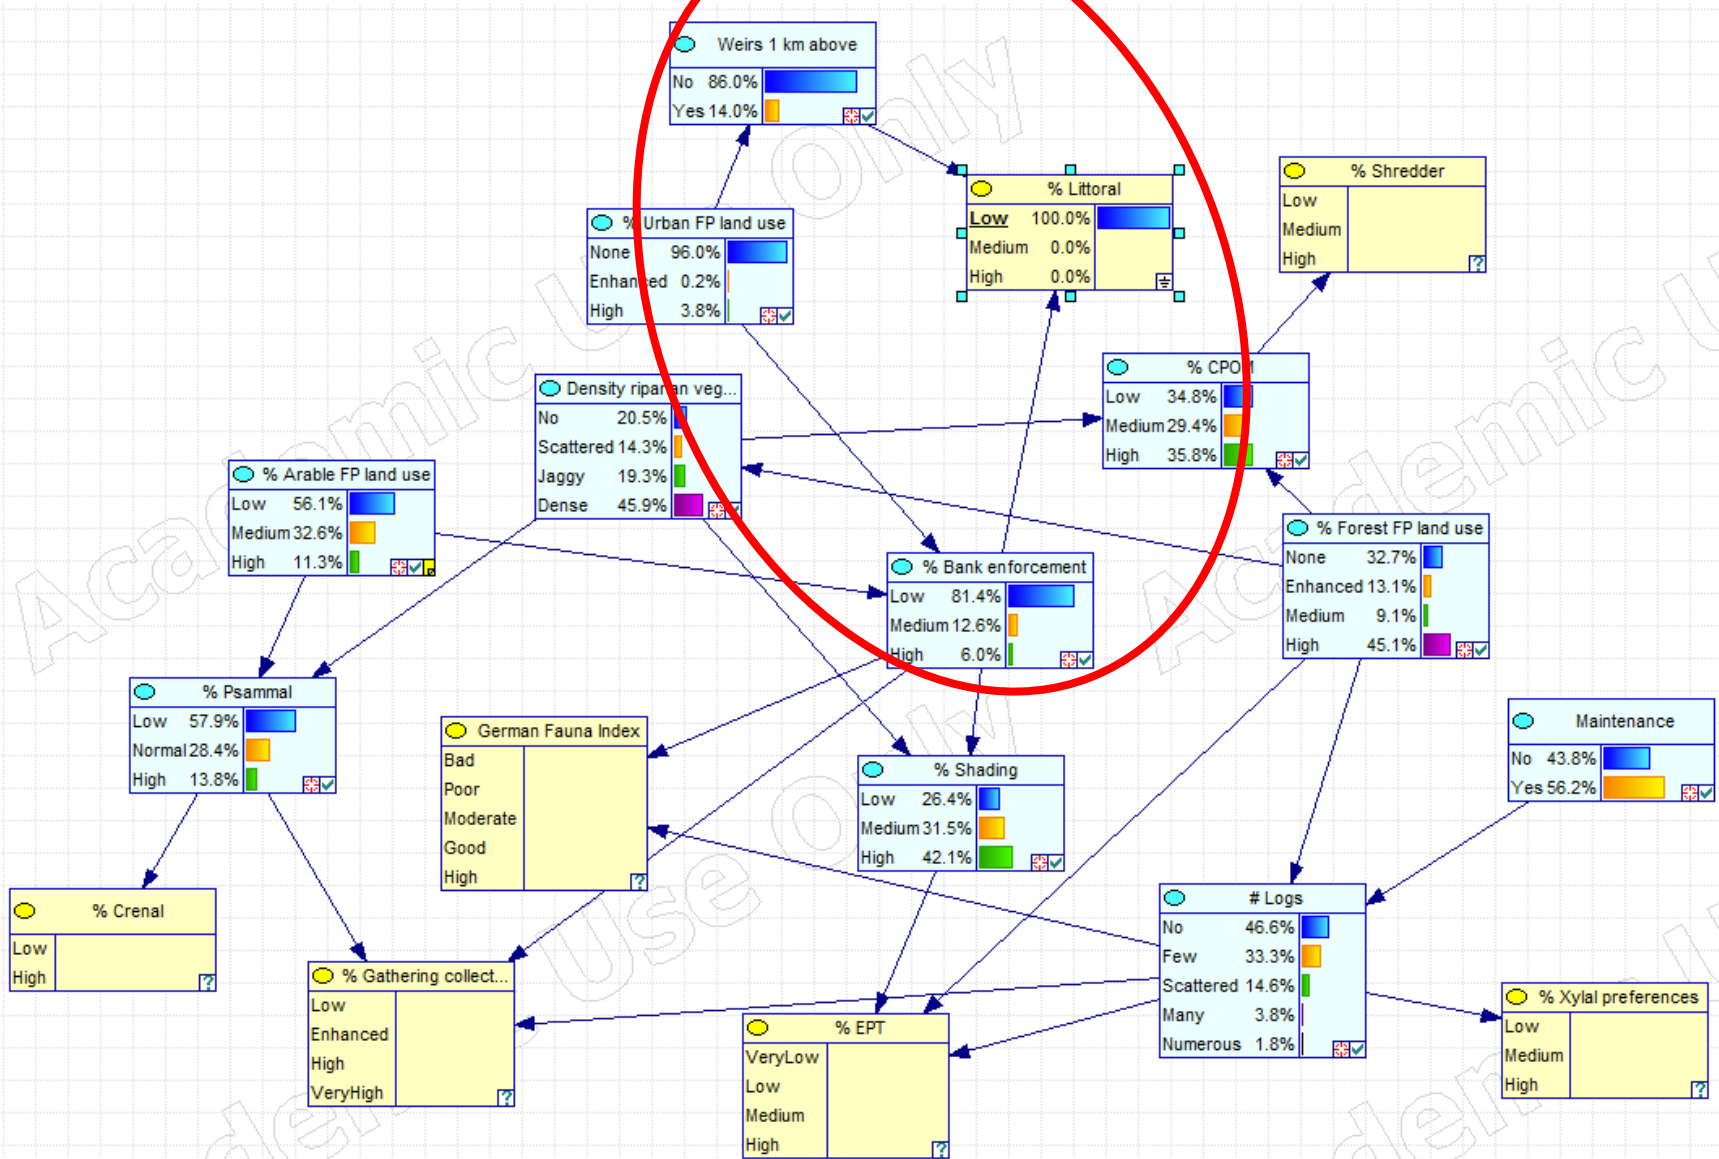 Weirs 1 km above
No 86.0%
Yes 14.0%
% Littoral
Low 100.0%
Medium 0.0%
High 0.0%
% Shredder
Low
Medium
High
?
% Urban FP land use
None 96.0%
Enhanced 0.2%
High 3.8%
% CPOM
Low 34.8%
Medium 29.4%
High 35.8%
Density riparian veg...
No 20.5%
Scattered 14.3%
Jaggy 19.3%
Dense 45.9%
% Arable FP land use
Low 56.1%
Medium 32.6%
High 11.3%
% Forest FP land use
None 32.7%
Enhanced 13.1%
Medium 9.1%
High 45.1%
% Bank enforcement
Low 81.4%
Medium 12.6%
High 6.0%
% Psammal
Low 57.9%
Normal 28.4%
High 13.8%
German Fauna Index
Bad
Poor
Moderate
Good
High
?
% Shading
Low 26.4%
Medium 31.5%
High 42.1%
Maintenance
No 43.8%
Yes 56.2%
% Crenal
Low
High
?
# Logs
No 46.6%
Few 33.3%
Scattered 14.6%
Many 3.8%
Numerous 1.8%
% Gathering collect...
Low
Enhanced
High
VeryHigh
?
% EPT
VeryLow
Low
Medium
High
?
% Xylal preferences
Low
Medium
High
?
Academic Use Only
Academic U
Academic Use Only